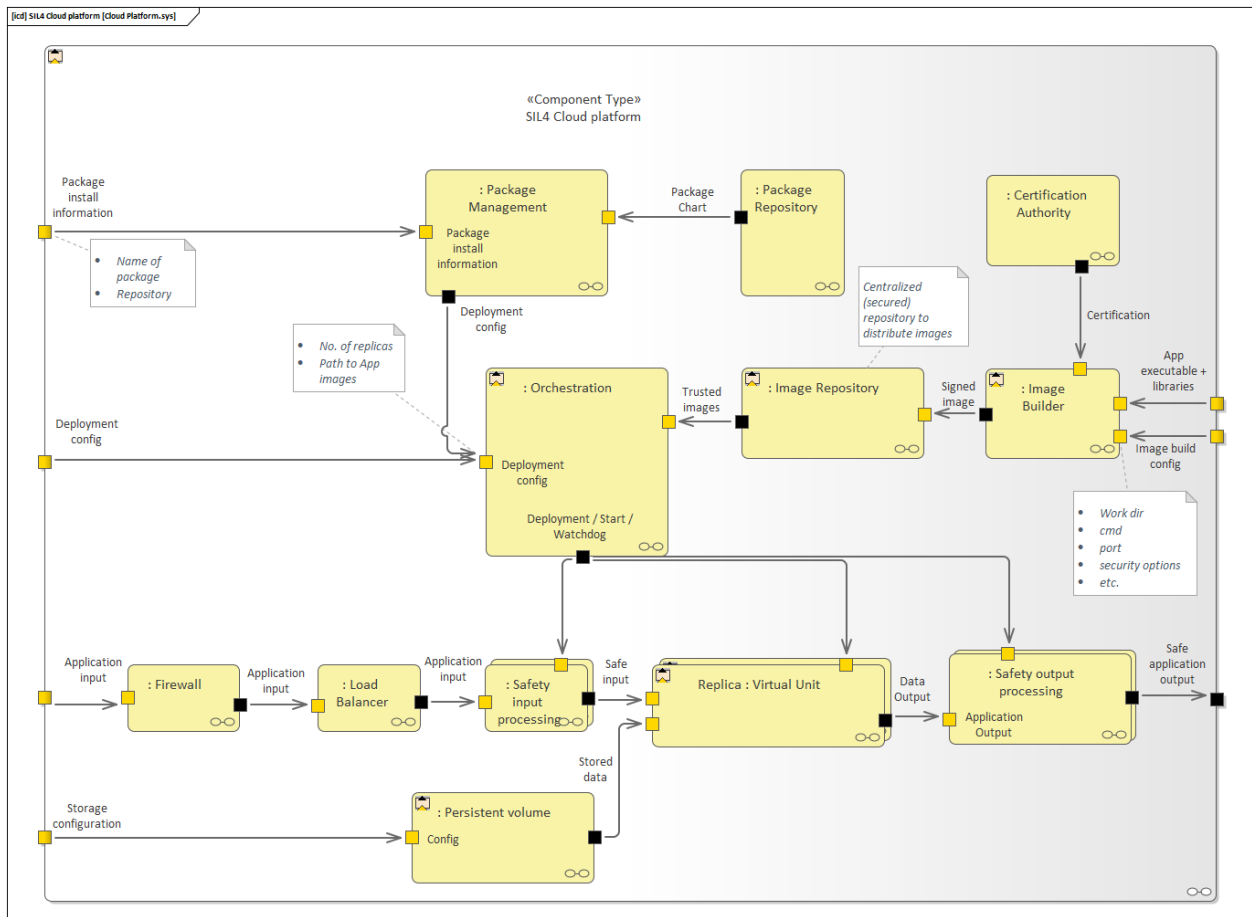 [icd] SIL4 Cloud platform [Cloud Platform.sys]
«Component Type»
SIL4 Cloud platform
Package
install
information
: Package
Management
Package
install
information
Package
Chart
: Package
Repository
: Certification
Authority
• Name of
package
• Repository
Deployment
config
Centralized
(secured)
repository to
distribute images
Certification
• No. of replicas
• Path to App
images
: Orchestration
Trusted
images
: Image Repository
Signed
image
: Image
Builder
App
executable +
libraries
Deployment
config
Deployment
config
Image build
config
Deployment / Start /
Watchdog
• Work dir
• cmd
• port
• security options
• etc.
Application
input
: Firewall
Application
input
: Load
Balancer
Application
input
: Safety
input
processing
Safe
input
Replica : Virtual Unit
Data
Output
: Safety output
processing
Application
Output
Safe
application
output
Stored
data
Storage
configuration
: Persistent volume
Config